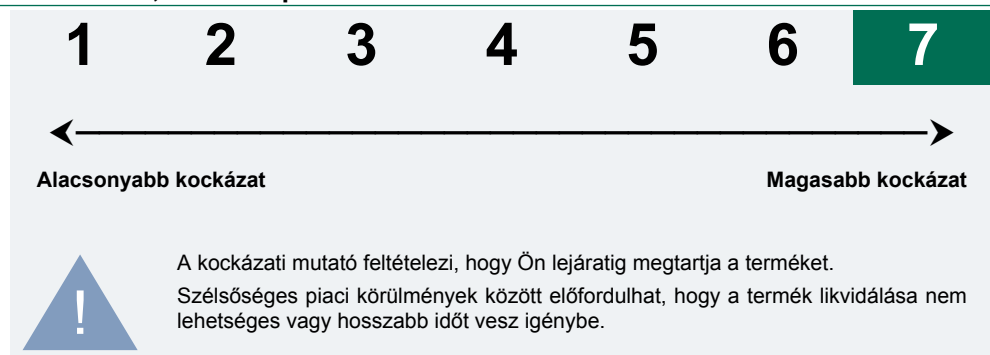 1 2 3 4 5 6 7
Alacsonyabb kockázat Magasabb kockázat
A kockázati mutató feltételezi, hogy Ön lejáratig megtartja a terméket.
Szélsőséges piaci körülmények között előfordulhat, hogy a termék likvidálása nem
lehetséges vagy hosszabb időt vesz igénybe.
!